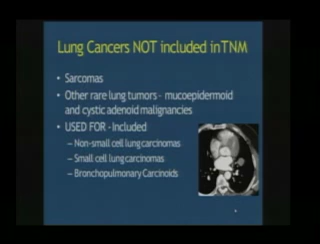 Lung Cancers NOT included in TNM
• Sarcomas
• Other rare lung tumors - mucoepidermoid
and cystic adenoid malignancies
• USED FOR - Included
– Non-small cell lung carcinomas
– Small cell lung carcinomas
– Bronchopulmonary Carcinoids